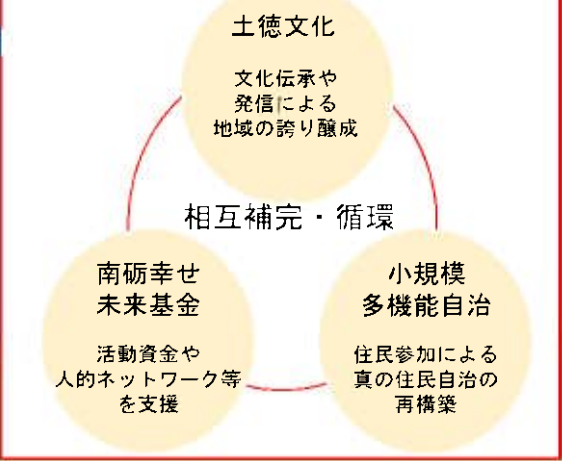 土徳文化
文化伝承や
発信による
地域の誇り醸成
相互補完・循環
南砺幸せ
未来基金
活動資金や
人的ネットワーク等
を支援
小規模
多機能自治
住民参加による
真の住民自治の
再構築